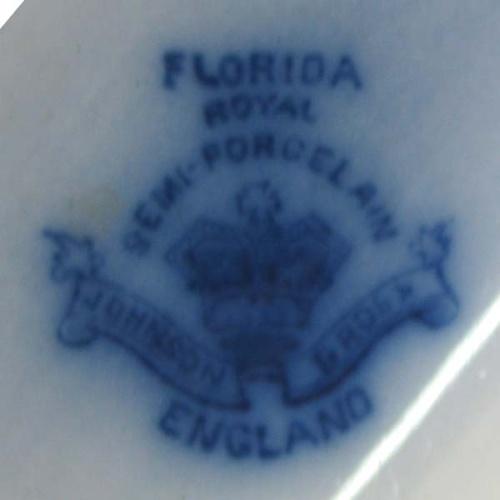 FLORIDA
ROYAL
SEMI-PORCELAIN
JOHNSON BROS
ENGLAND